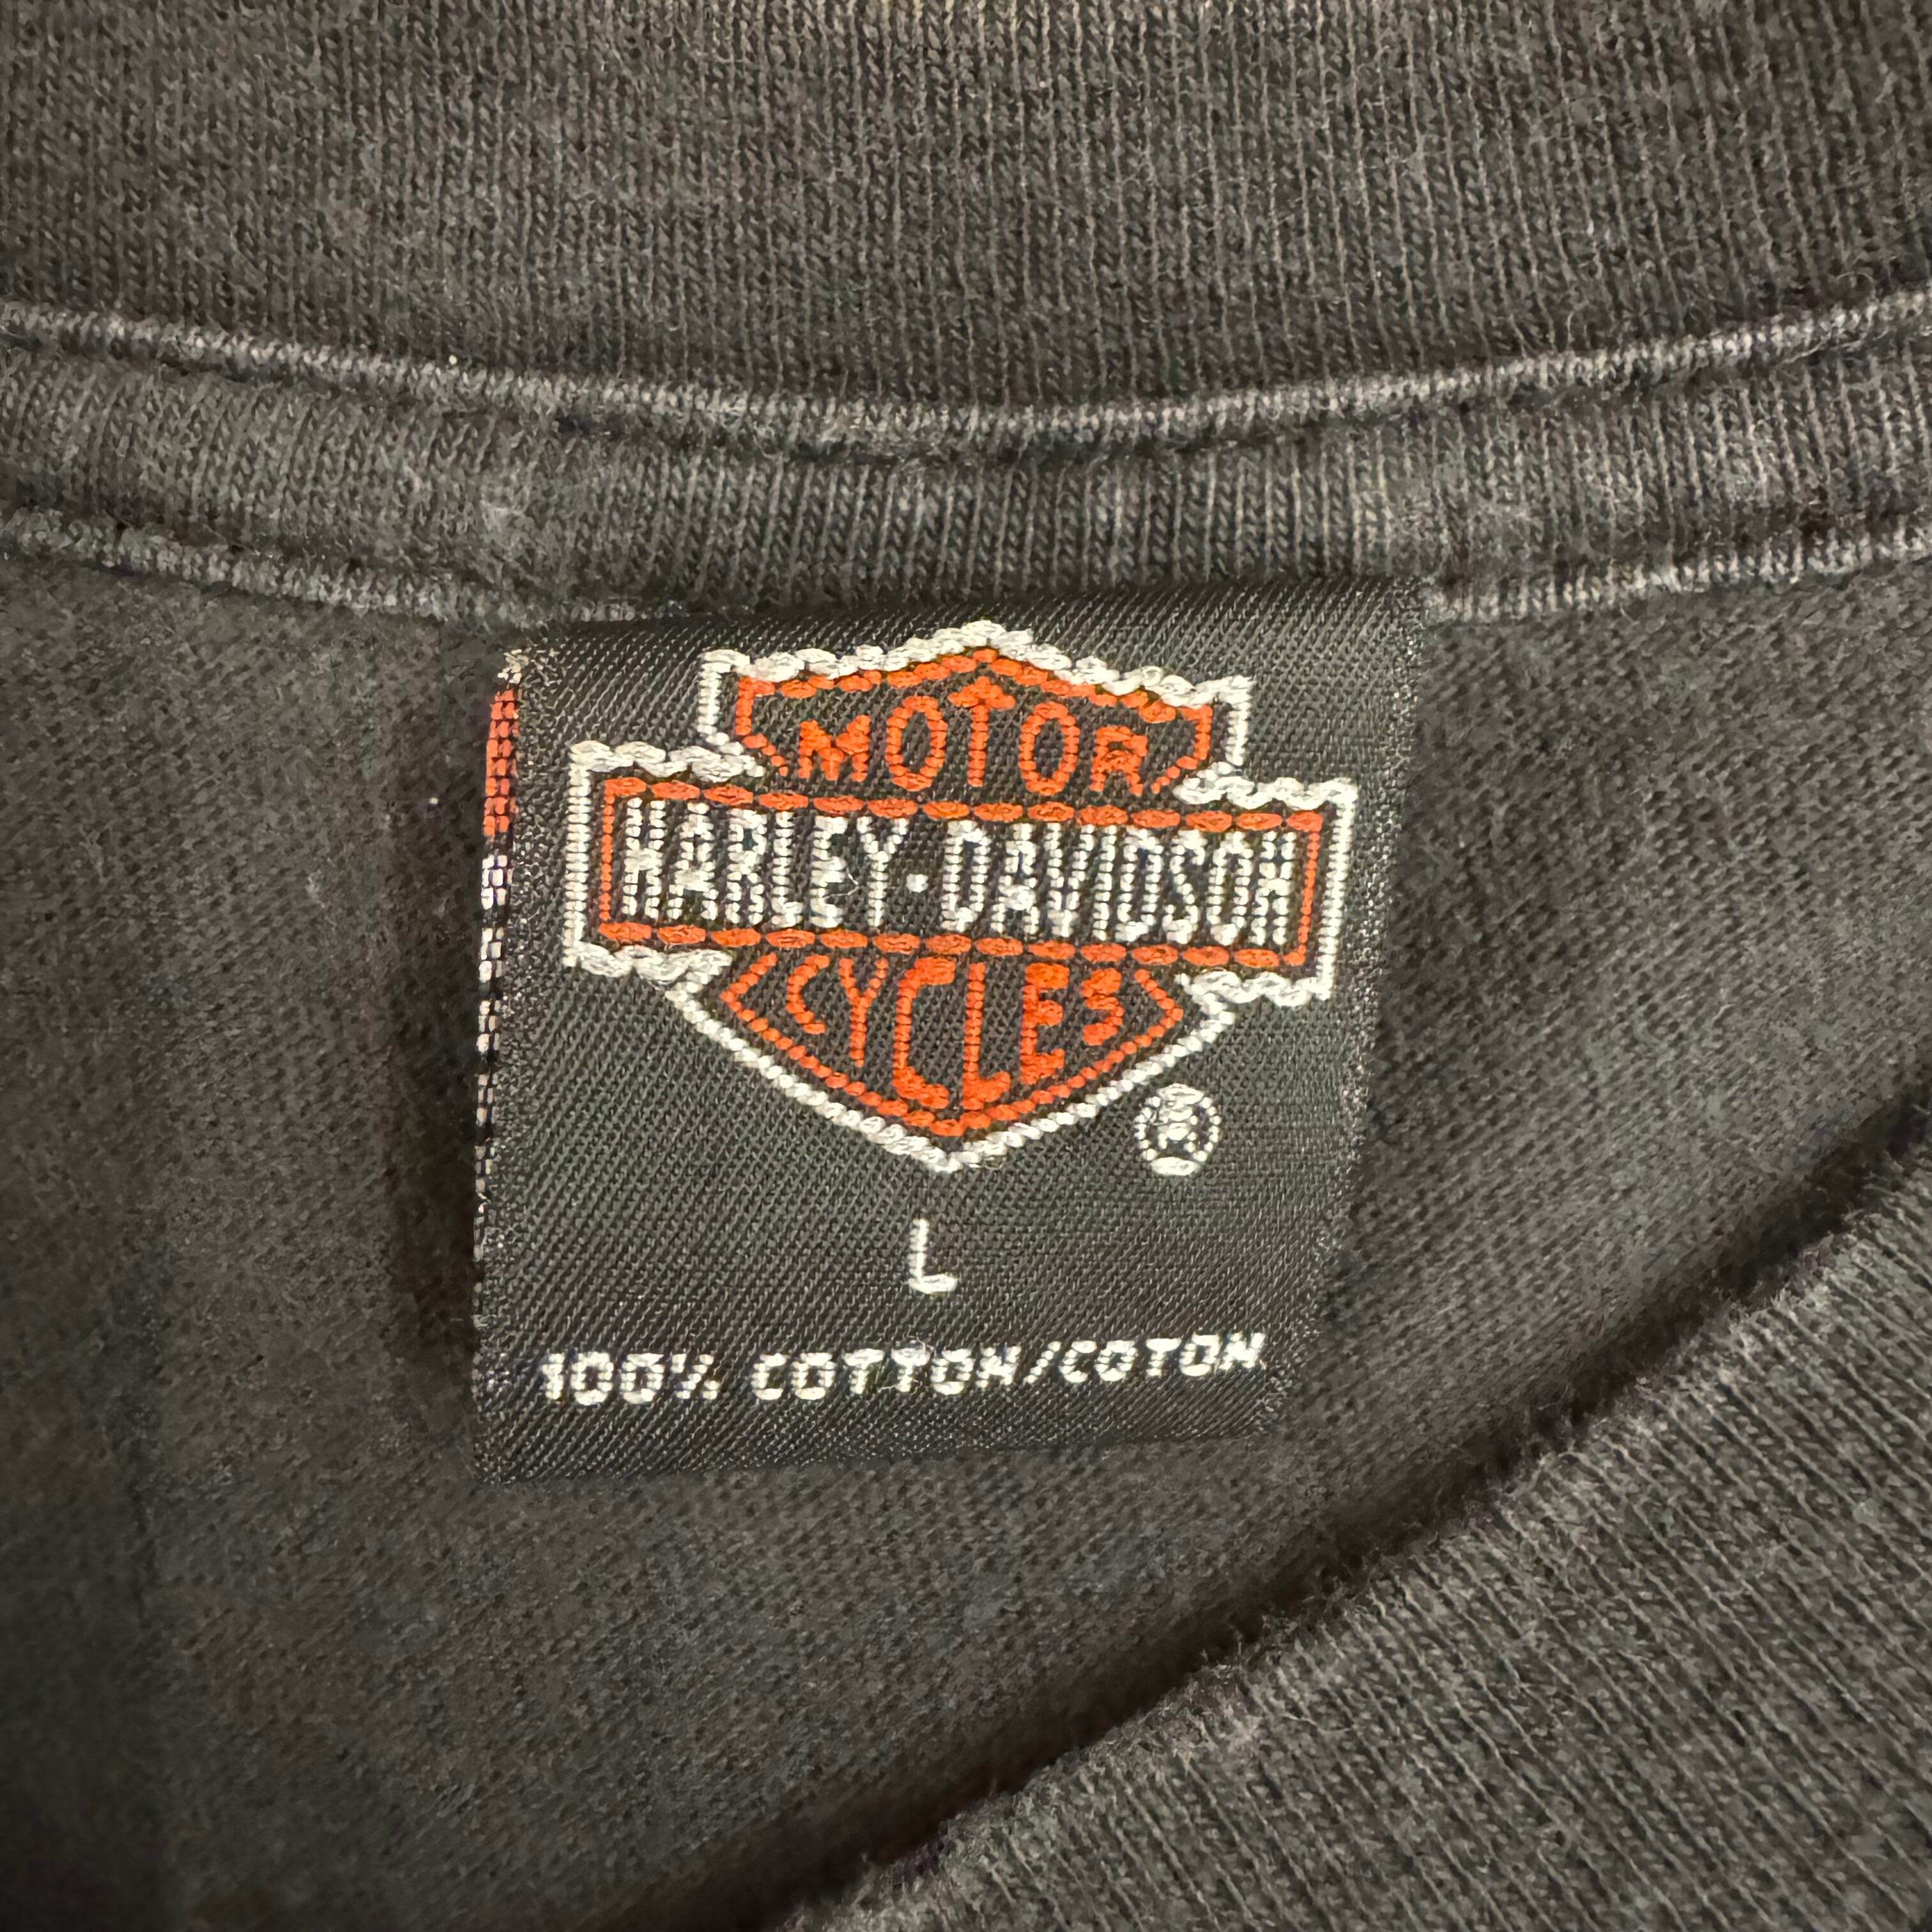 MOTOR
HARLEY-DAVIDSON
CYCLES
®
L
100% COTTON/COTON